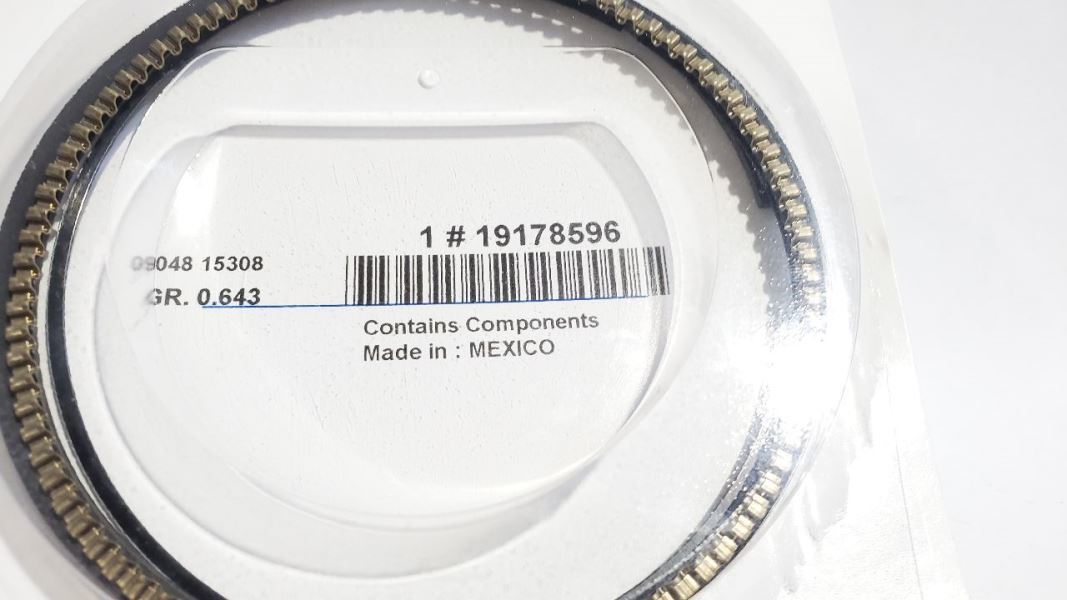 1 # 19178596
09048 15308
GR. 0.643
Contains Components
Made in : MEXICO